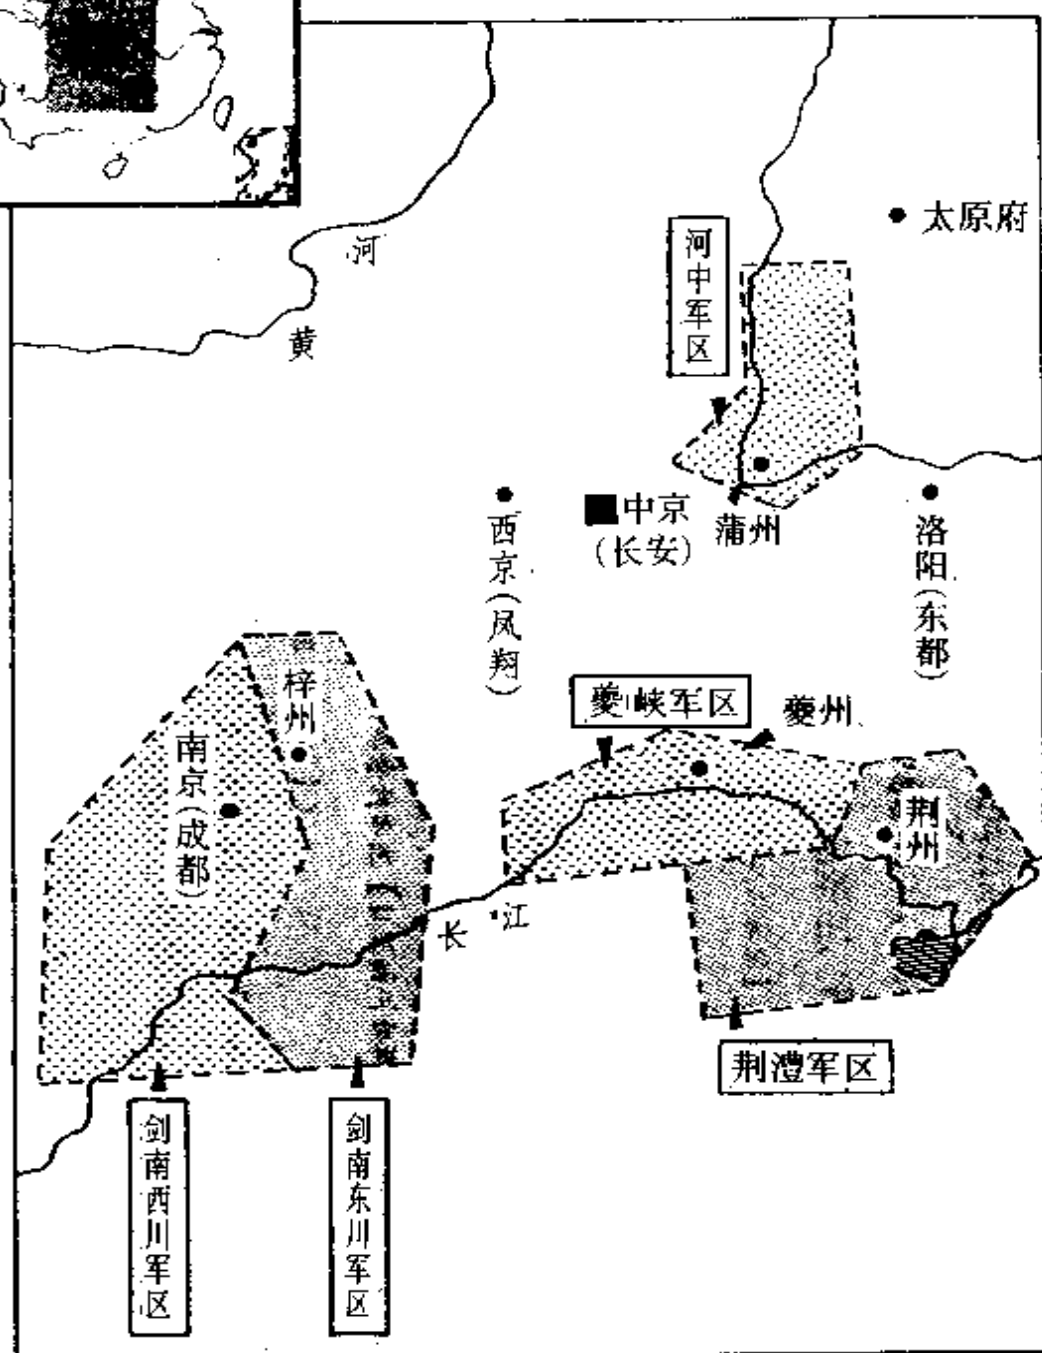 太原府
河中军区
河
黄
西京(凤翔)
中京
(长安)
蒲州
洛阳(东都)
夔峡军区
夔州
梓州
南京(成都)
荆州
长
江
荆澧军区
剑南西川军区
剑南东川军区